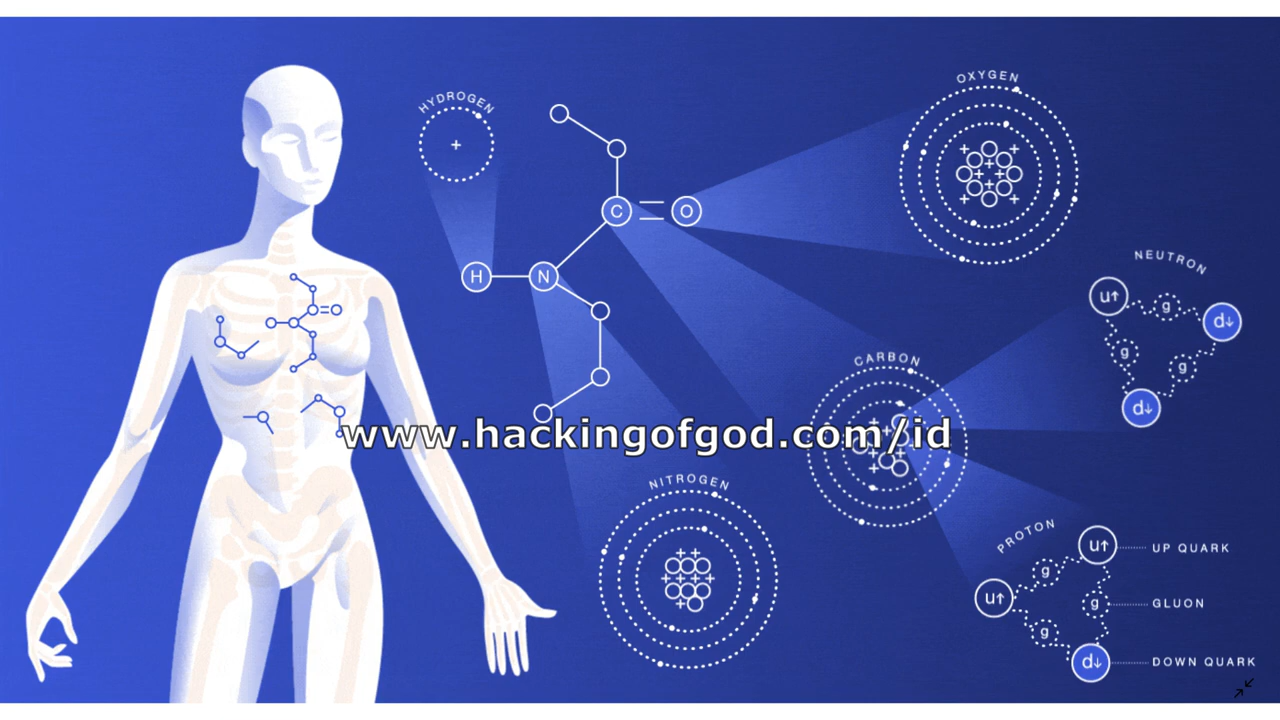 HYDROGEN
OXYGEN
C
O
H
N
NEUTRON
u↑
g
d↓
g
g
d↓
CARBON
www.hackingofgod.com/id
NITROGEN
PROTON
u↑
UP QUARK
g
u↑
g
GLUON
g
d↓
DOWN QUARK